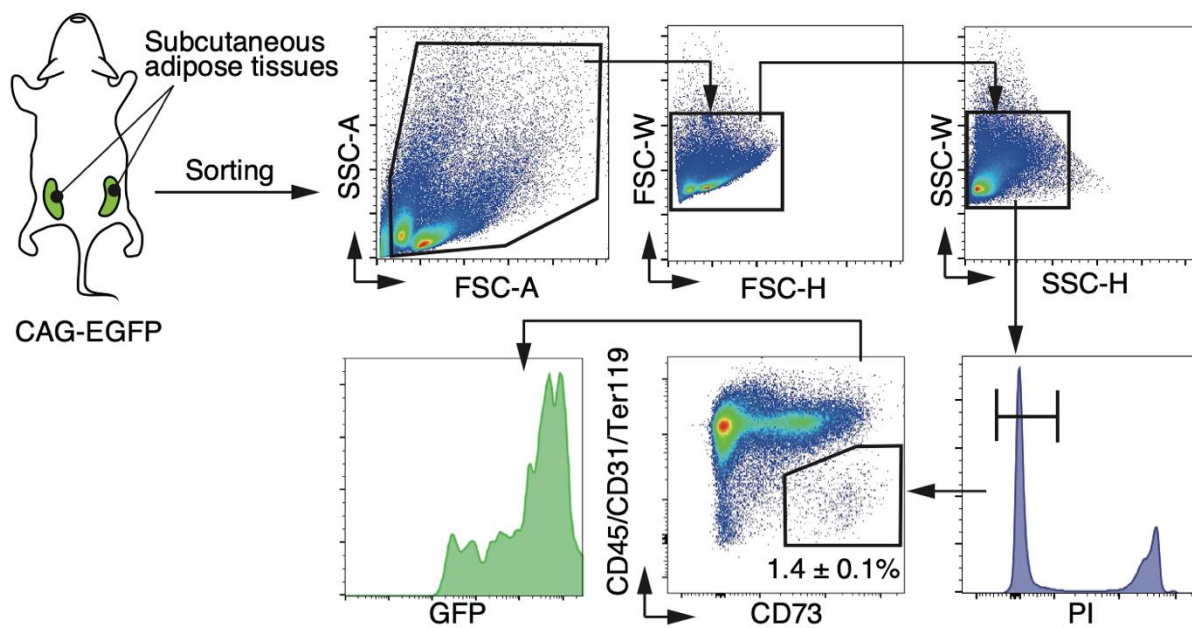 Subcutaneous
adipose tissues
Sorting
CAG-EGFP
SSC-A
FSC-A
FSC-W
FSC-H
SSC-W
SSC-H
GFP
CD45/CD31/Ter119
1.4 ± 0.1%
CD73
PI